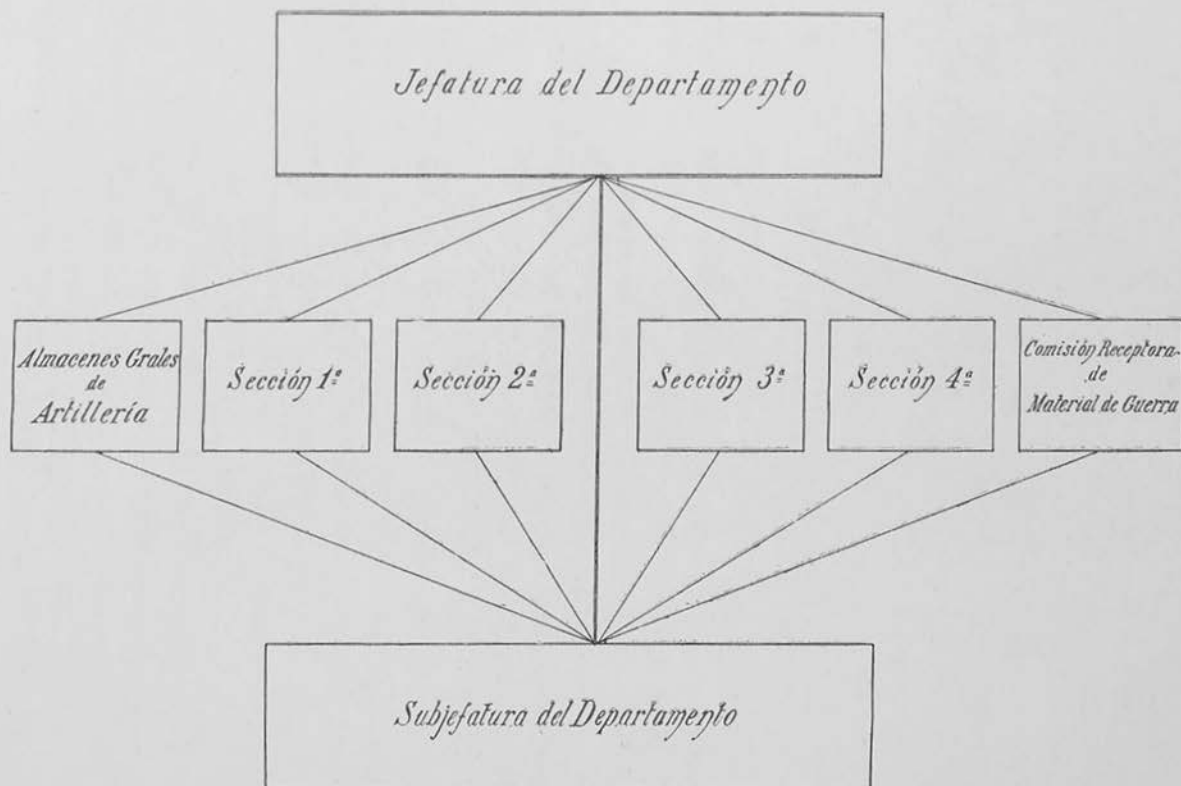 Jefatura del Departamento
Almacenes Grales
de
Artillería
Sección 1ª
Sección 2ª
Sección 3ª
Sección 4ª
Comisión Receptora
de
Material de Guerra
Subjefatura del Departamento